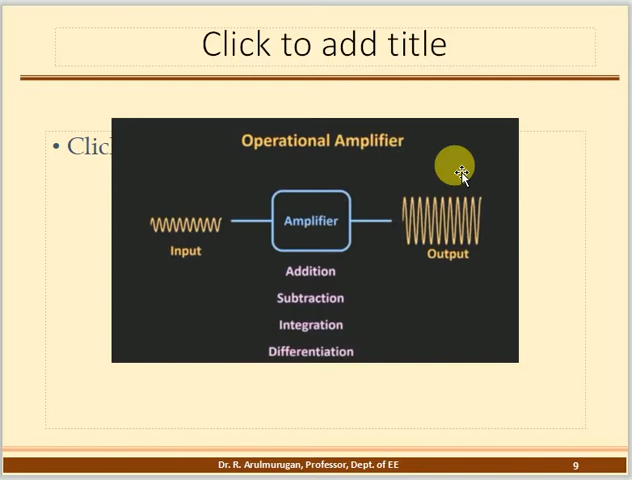 Click to add title
• Clic
Operational Amplifier
Amplifier
Input
Output
Addition
Subtraction
Integration
Differentiation
Dr. R. Arulmurugan, Professor, Dept. of EE
9